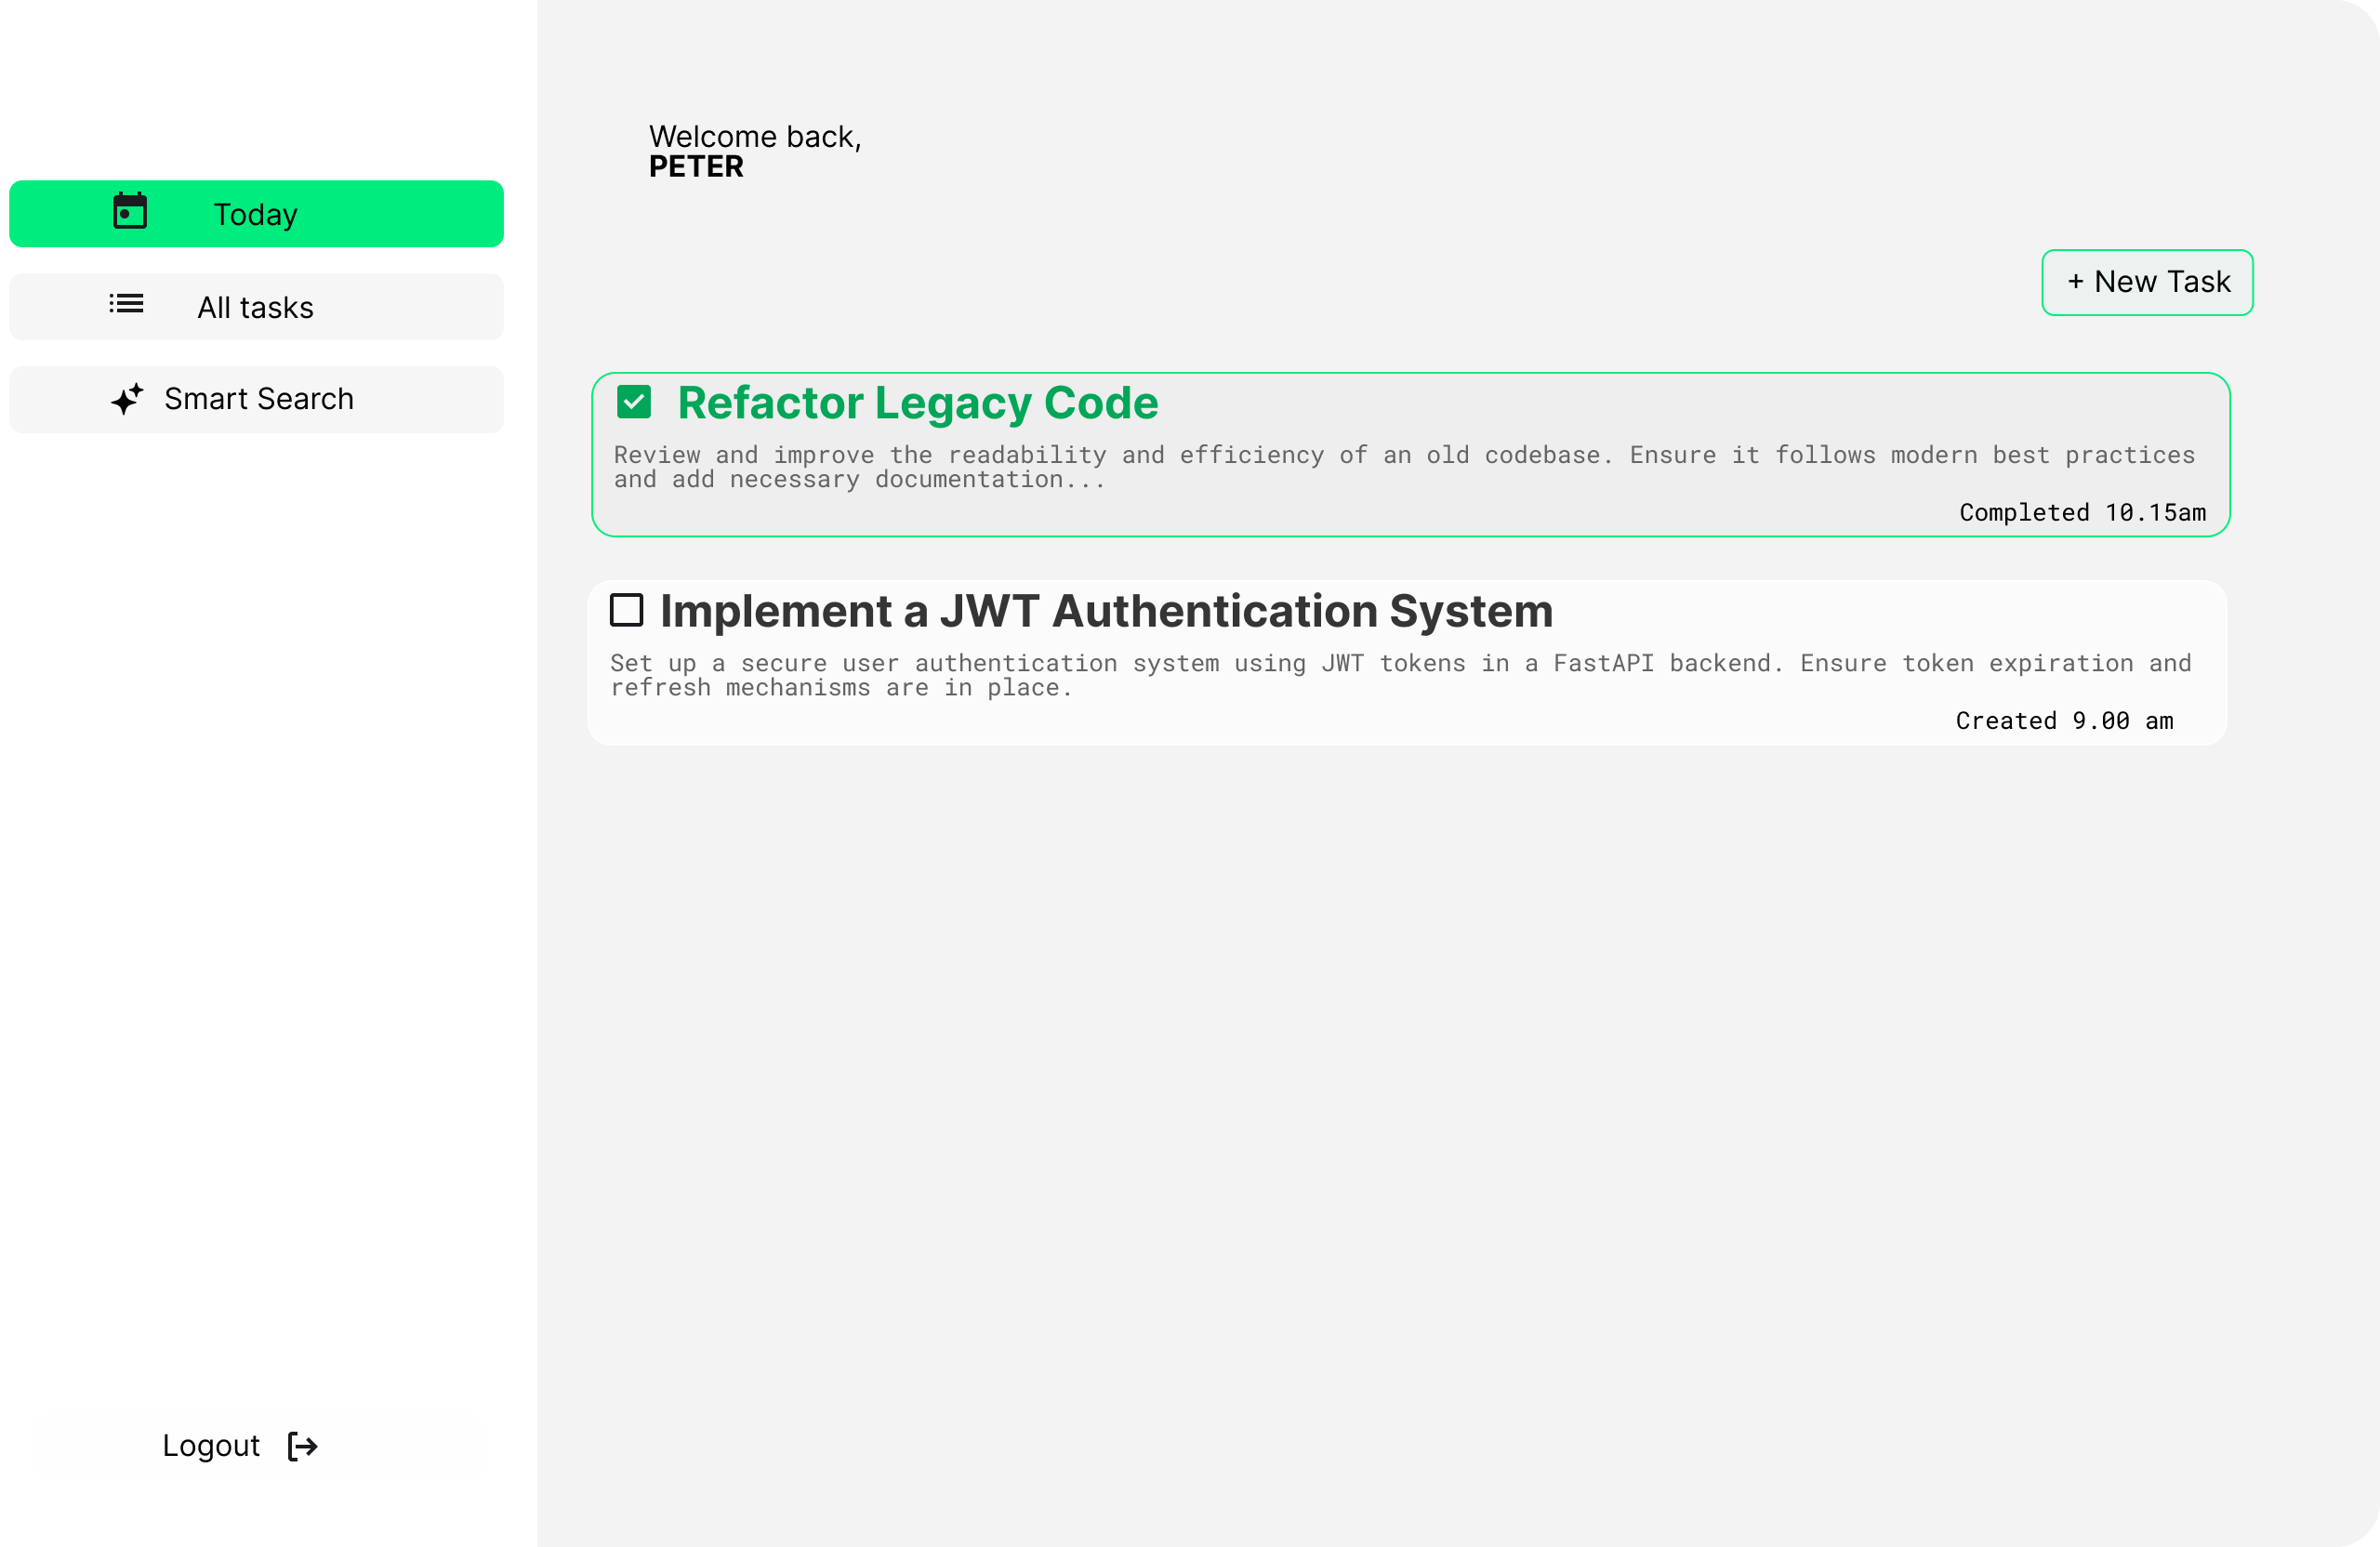 Today
All tasks
Smart Search
Logout
Welcome back,
PETER
+ New Task
Refactor Legacy Code
Review and improve the readability and efficiency of an old codebase. Ensure it follows modern best practices
and add necessary documentation...
Completed 10.15am
Implement a JWT Authentication System
Set up a secure user authentication system using JWT tokens in a FastAPI backend. Ensure token expiration and
refresh mechanisms are in place.
Created 9.00 am